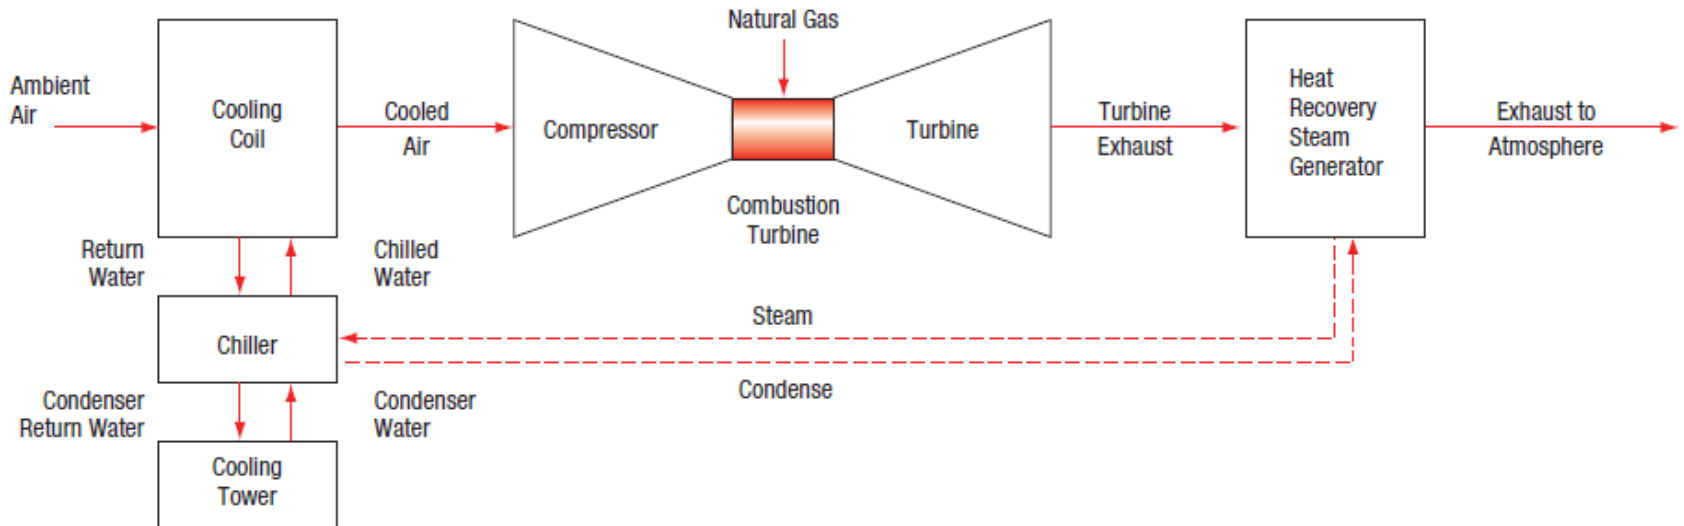 Natural Gas
Ambient
Air
Cooling
Coil
Cooled
Air
Compressor
Combustion
Turbine
Turbine
Turbine
Exhaust
Heat
Recovery
Steam
Generator
Exhaust to
Atmosphere
Return
Water
Chilled
Water
Chiller
Steam
Condense
Condenser
Return Water
Condenser
Water
Cooling
Tower